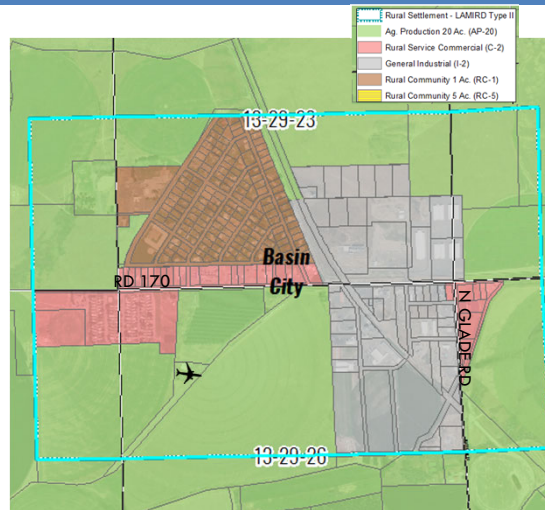 Rural Settlement - LAMIRD Type II
Ag. Production 20 Ac. (AP-20)
Rural Service Commercial (C-2)
General Industrial (I-2)
Rural Community 1 Ac. (RC-1)
Rural Community 5 Ac. (RC-5)
13-29-23
Basin
City
RD 170
N GLADE RD
13-29-26